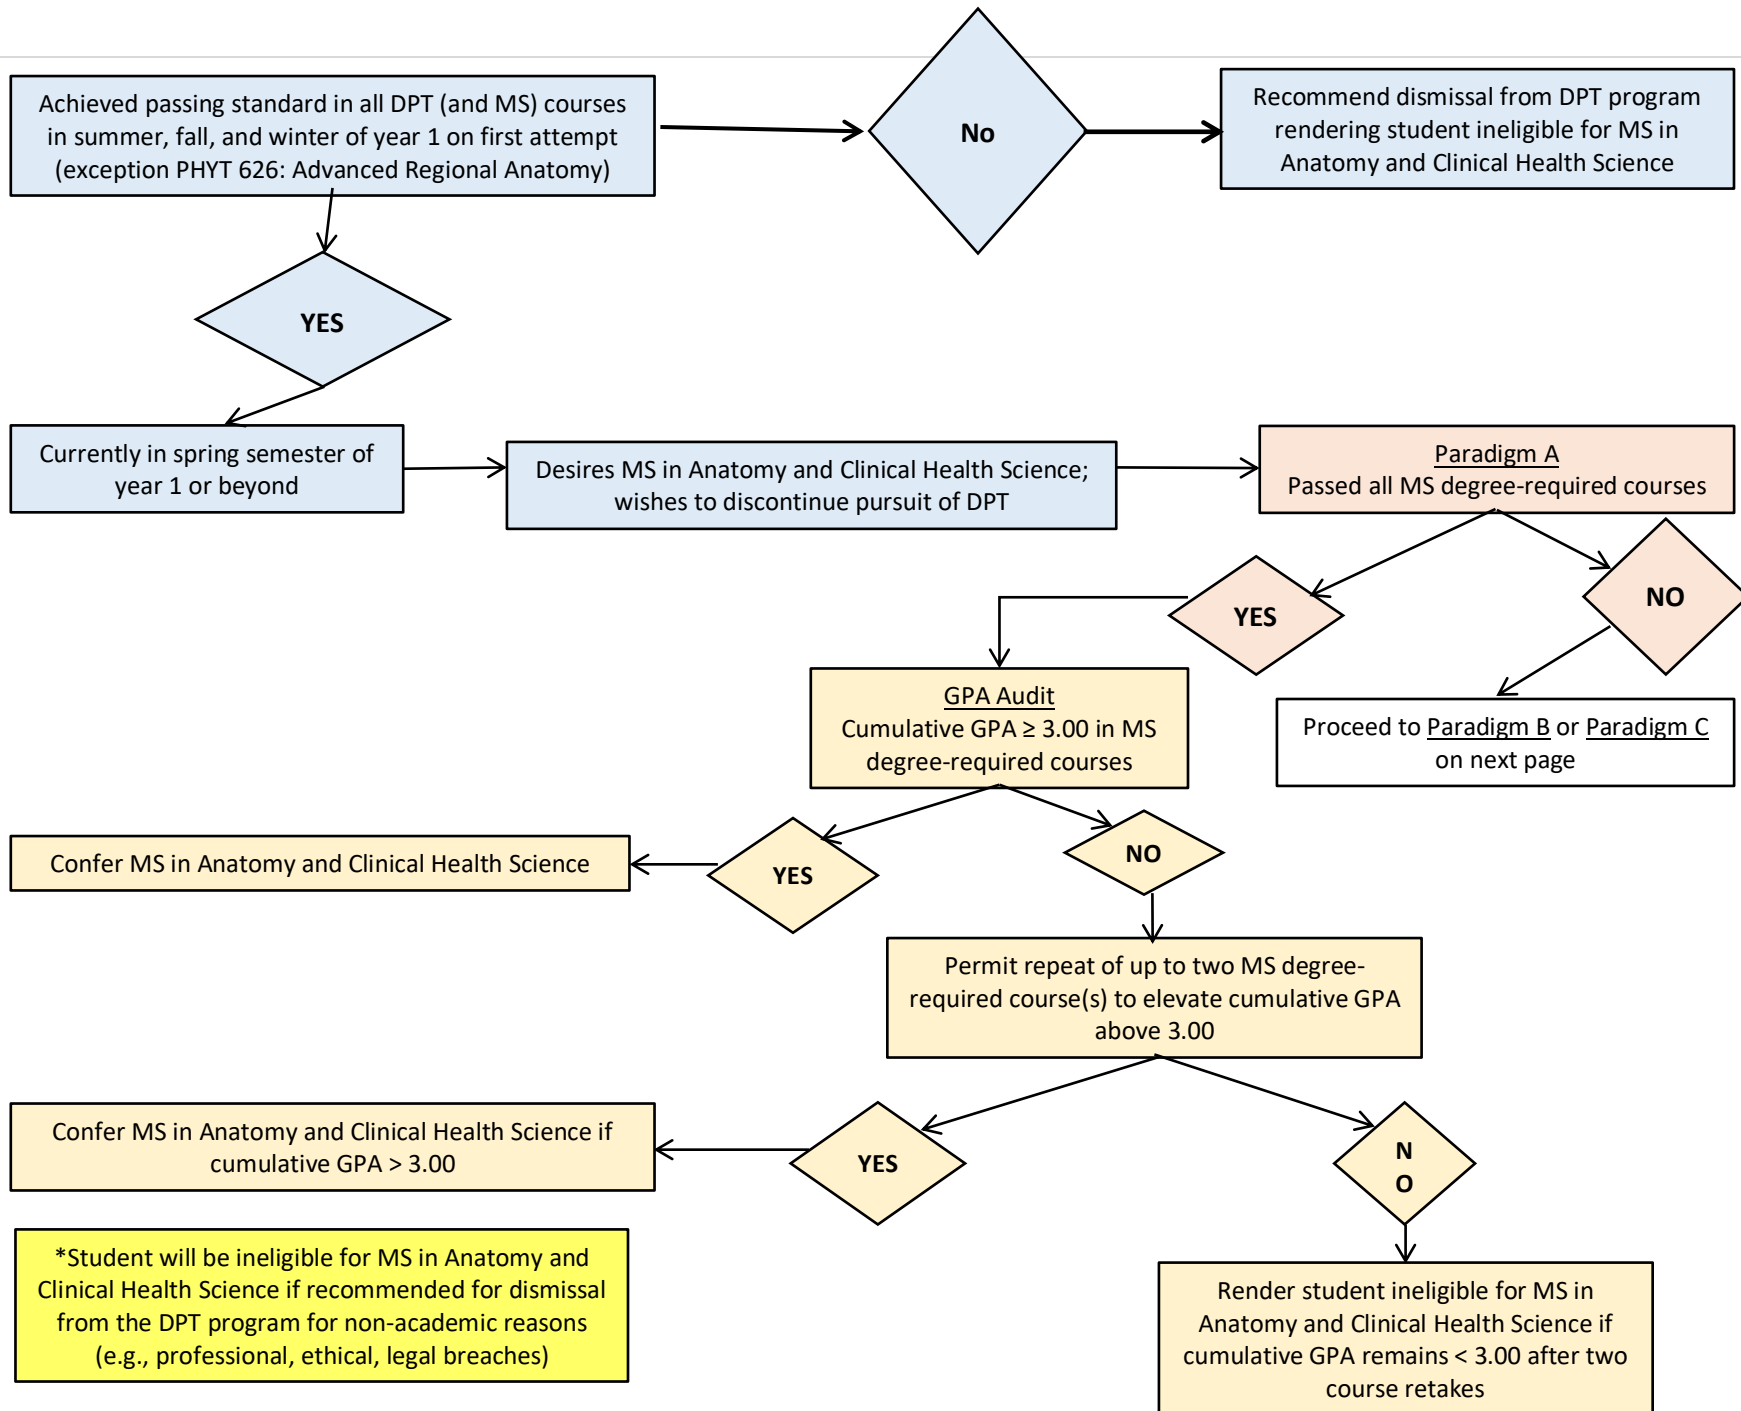 Achieved passing standard in all DPT (and MS) courses
in summer, fall, and winter of year 1 on first attempt
(exception PHYT 626: Advanced Regional Anatomy)
No
Recommend dismissal from DPT program
rendering student ineligible for MS in
Anatomy and Clinical Health Science
YES
Currently in spring semester of
year 1 or beyond
Desires MS in Anatomy and Clinical Health Science;
wishes to discontinue pursuit of DPT
Paradigm A
Passed all MS degree-required courses
YES
NO
GPA Audit
Cumulative GPA ≥ 3.00 in MS
degree-required courses
Proceed to Paradigm B or Paradigm C
on next page
Confer MS in Anatomy and Clinical Health Science
YES
NO
Permit repeat of up to two MS degree-
required course(s) to elevate cumulative GPA
above 3.00
Confer MS in Anatomy and Clinical Health Science if
cumulative GPA > 3.00
YES
N
O
*Student will be ineligible for MS in Anatomy and
Clinical Health Science if recommended for dismissal
from the DPT program for non-academic reasons
(e.g., professional, ethical, legal breaches)
Render student ineligible for MS in
Anatomy and Clinical Health Science if
cumulative GPA remains < 3.00 after two
course retakes